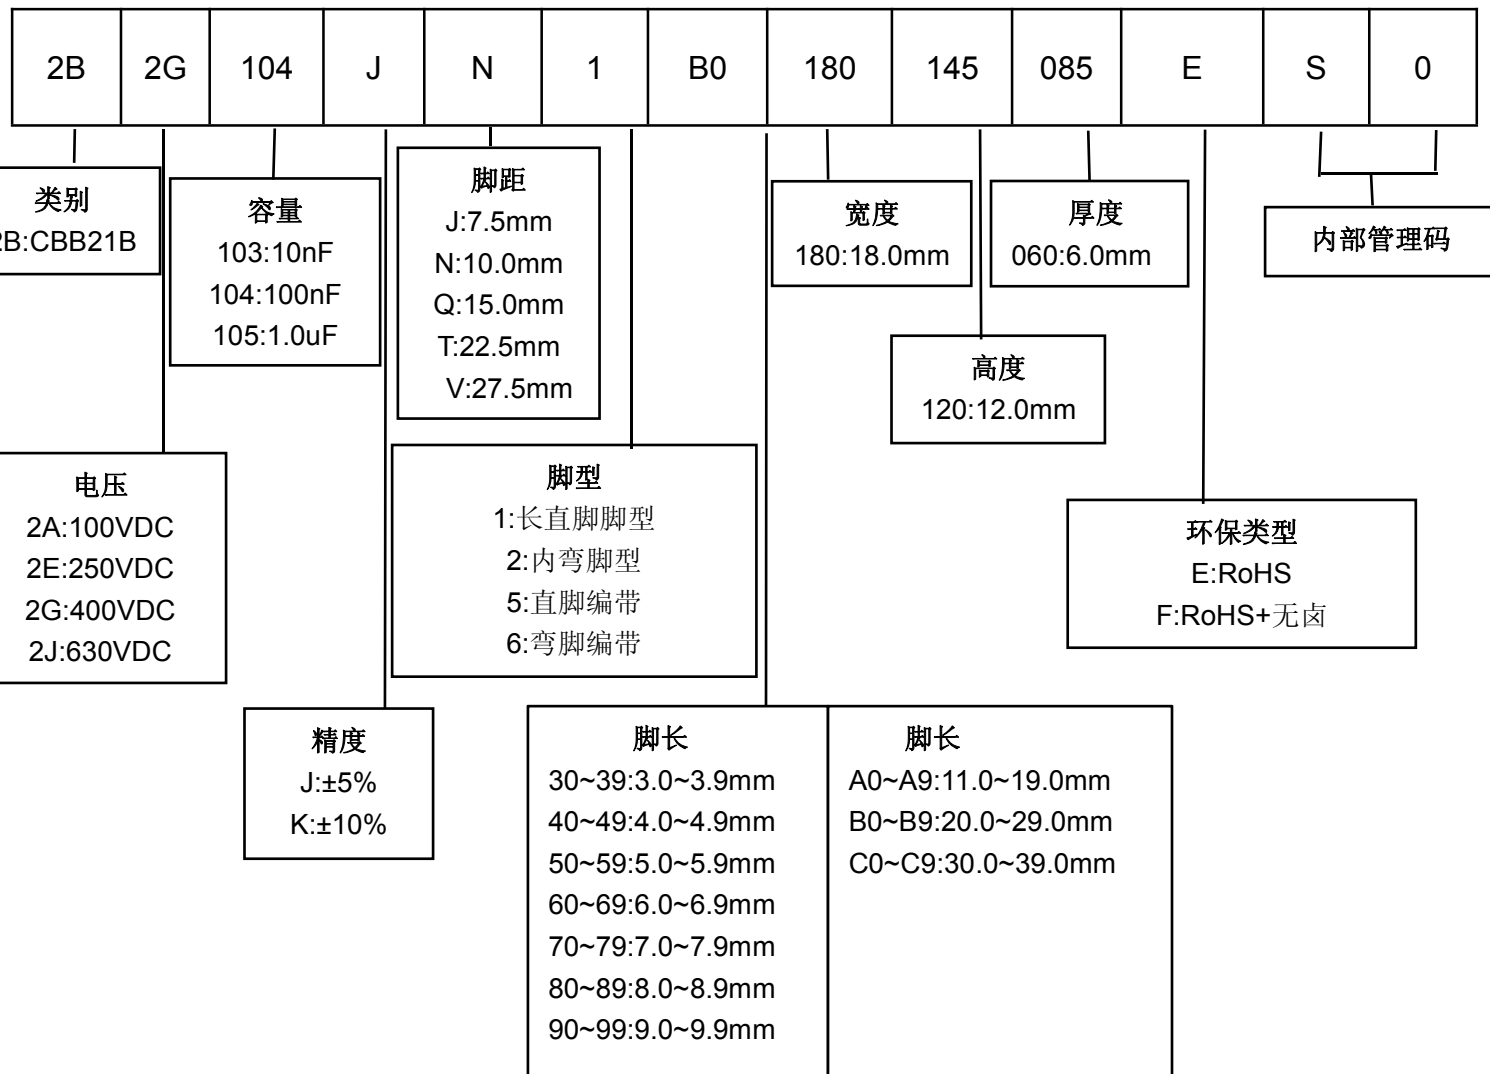 2B 2G 104 J N 1 B0 180 145 085 E S 0
类别
2B:CBB21B
容量
103:10nF
104:100nF
105:1.0uF
脚距
J:7.5mm
N:10.0mm
Q:15.0mm
T:22.5mm
V:27.5mm
宽度
180:18.0mm
厚度
060:6.0mm
内部管理码
高度
120:12.0mm
电压
2A:100VDC
2E:250VDC
2G:400VDC
2J:630VDC
脚型
1:长直脚脚型
2:内弯脚型
5:直脚编带
6:弯脚编带
环保类型
E:RoHS
F:RoHS+无卤
精度
J:±5%
K:±10%
脚长
30~39:3.0~3.9mm
40~49:4.0~4.9mm
50~59:5.0~5.9mm
60~69:6.0~6.9mm
70~79:7.0~7.9mm
80~89:8.0~8.9mm
90~99:9.0~9.9mm
脚长
A0~A9:11.0~19.0mm
B0~B9:20.0~29.0mm
C0~C9:30.0~39.0mm